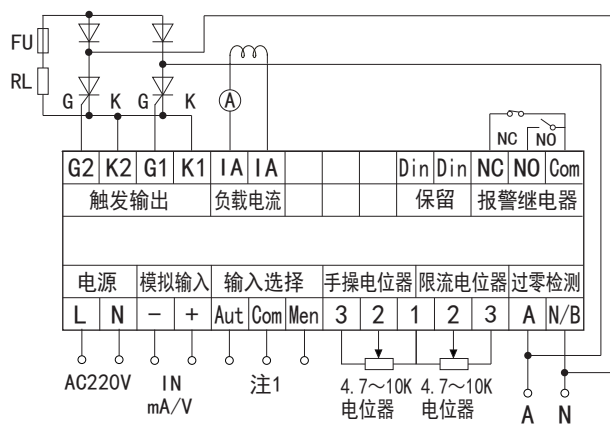 FU
RL
G K G K
A
NC NO
G2 K2 G1 K1 IA IA Din Din NC NO Com
触发输出 负载电流 保留 报警继电器
电源 模拟输入 输入选择 手操电位器 限流电位器 过零检测
L N − + Aut Com Men 3 2 1 2 3 A N/B
AC220V IN 注1 4.7～10K 4.7～10K
mA/V 电位器 电位器 A N